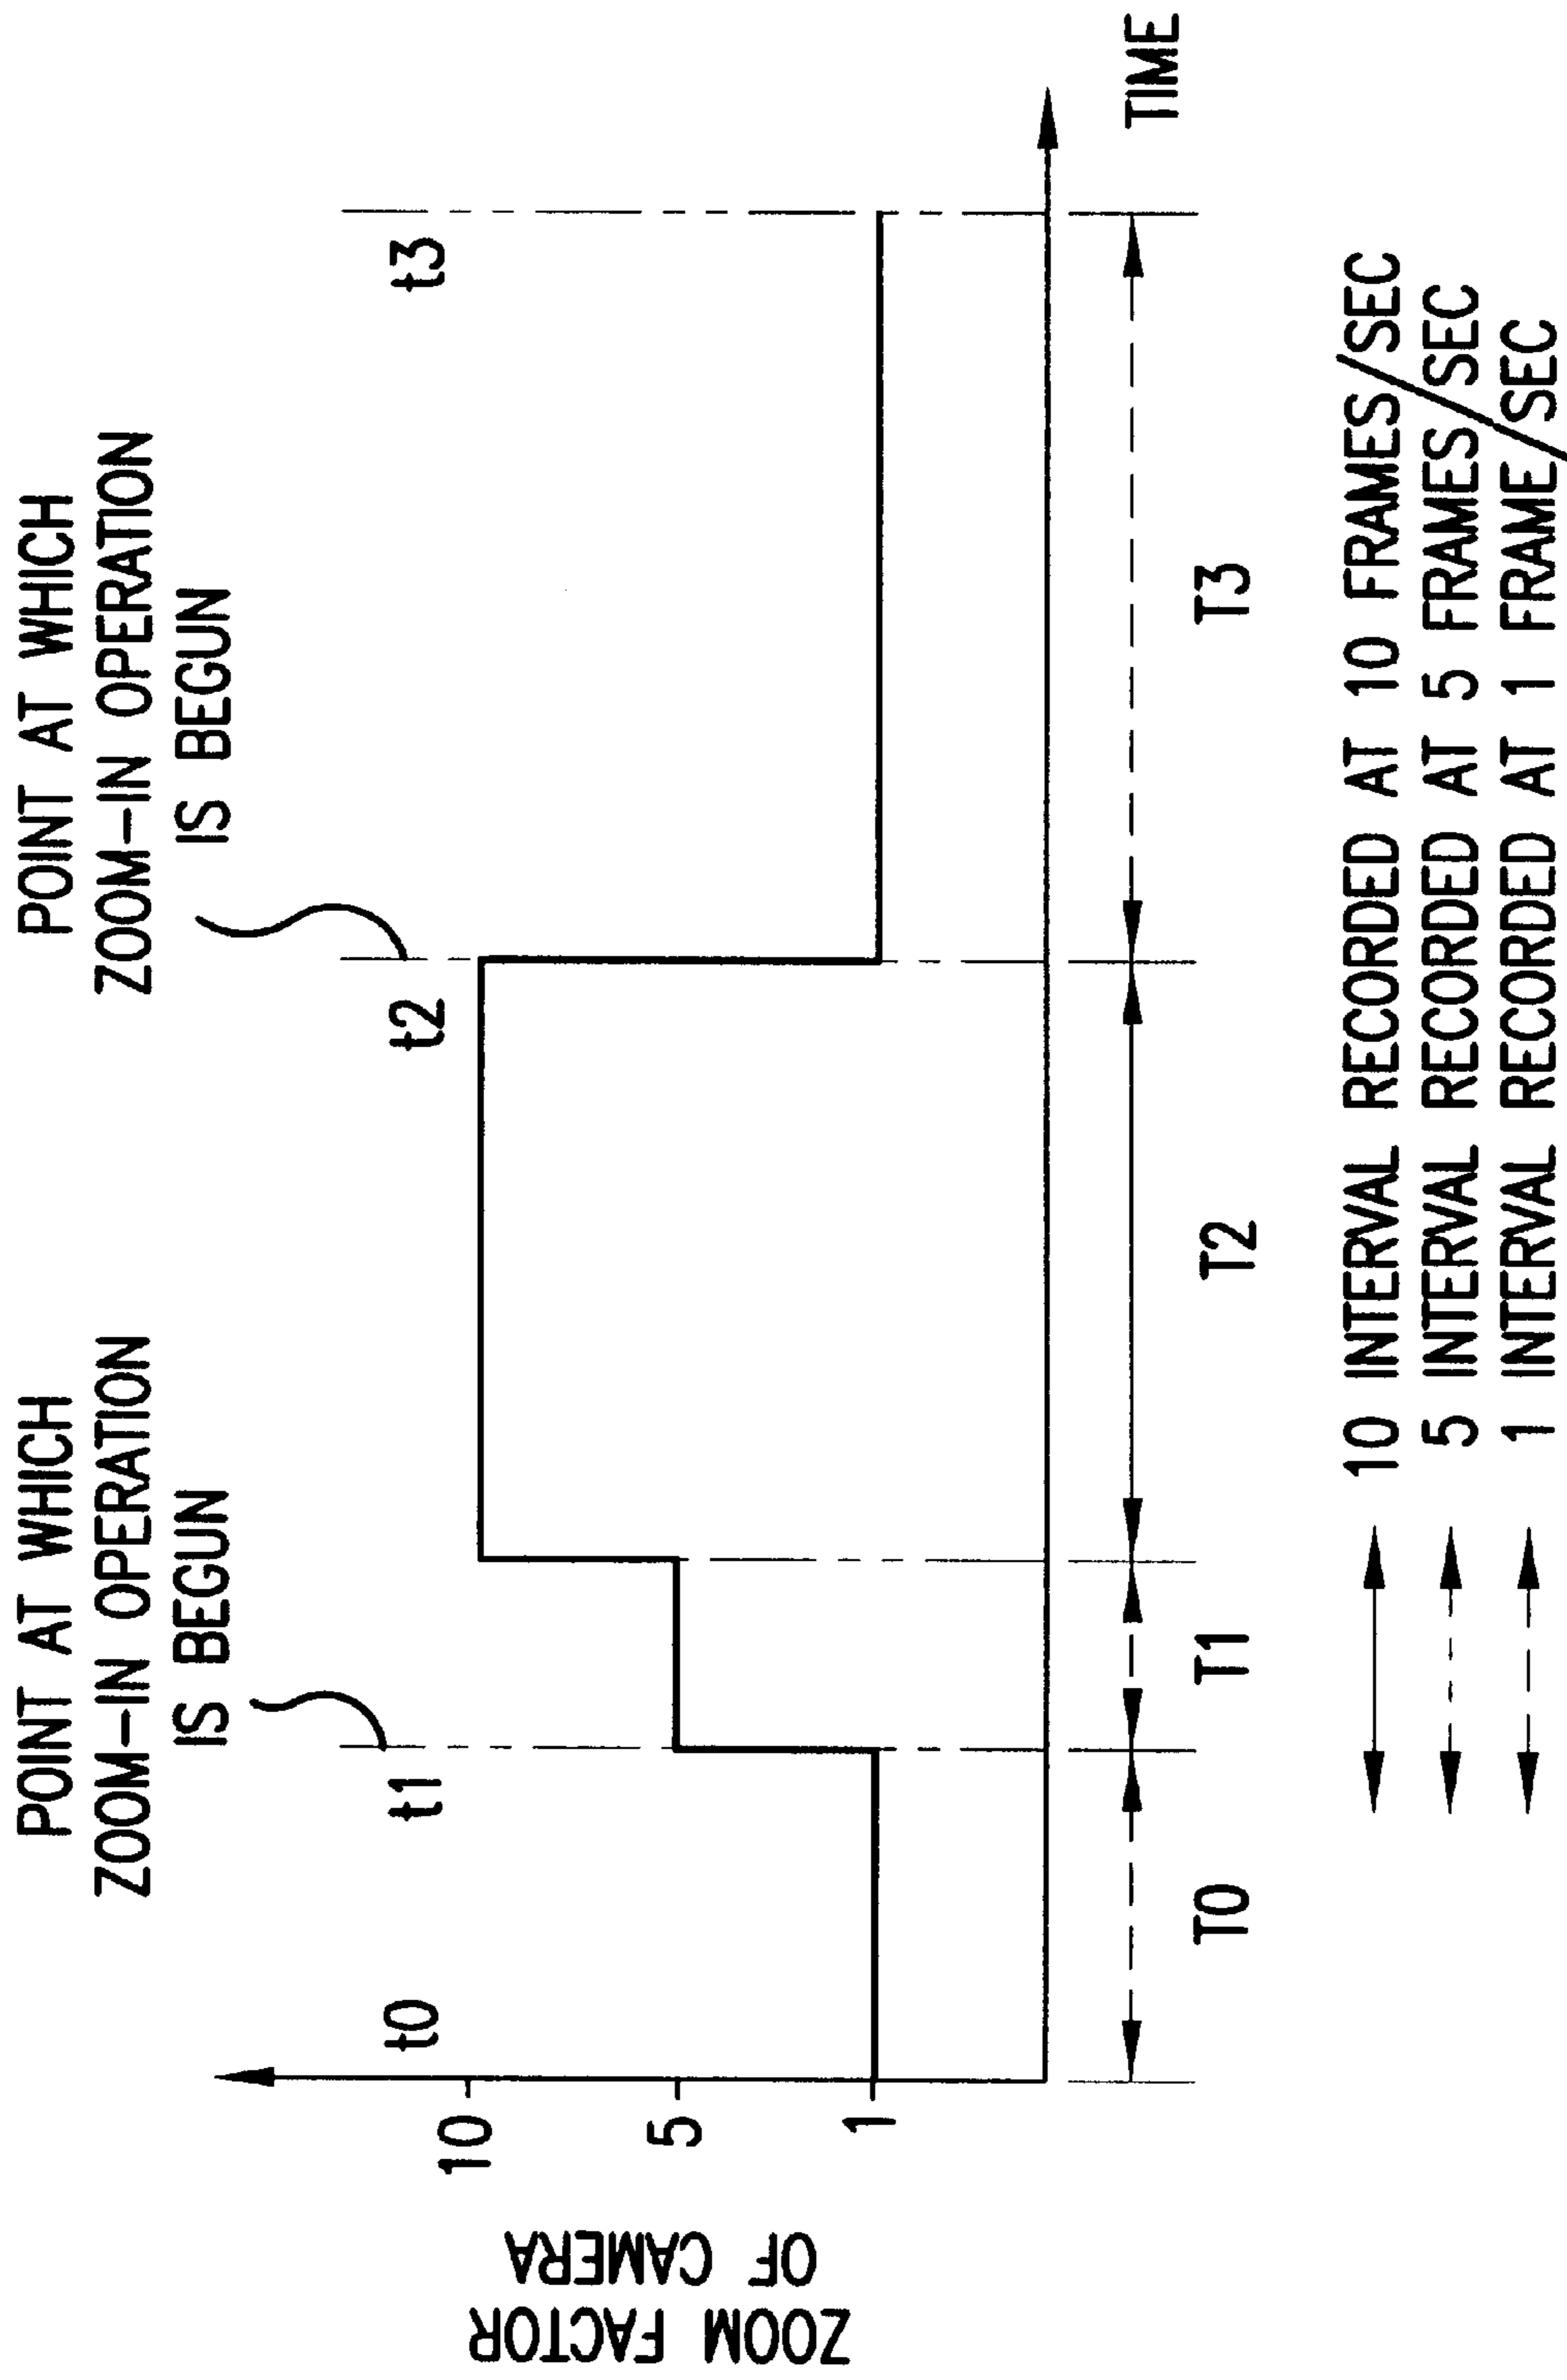 POINT AT WHICH
ZOOM-IN OPERATION
IS BEGUN
POINT AT WHICH
ZOOM-IN OPERATION
IS BEGUN
t0
t1
t2
t3
ZOOM FACTOR
OF CAMERA
10
5
1
TIME
T0
T1
T2
T3
10 INTERVAL RECORDED AT 10 FRAMES/SEC
5 INTERVAL RECORDED AT 5 FRAMES/SEC
1 INTERVAL RECORDED AT 1 FRAME/SEC